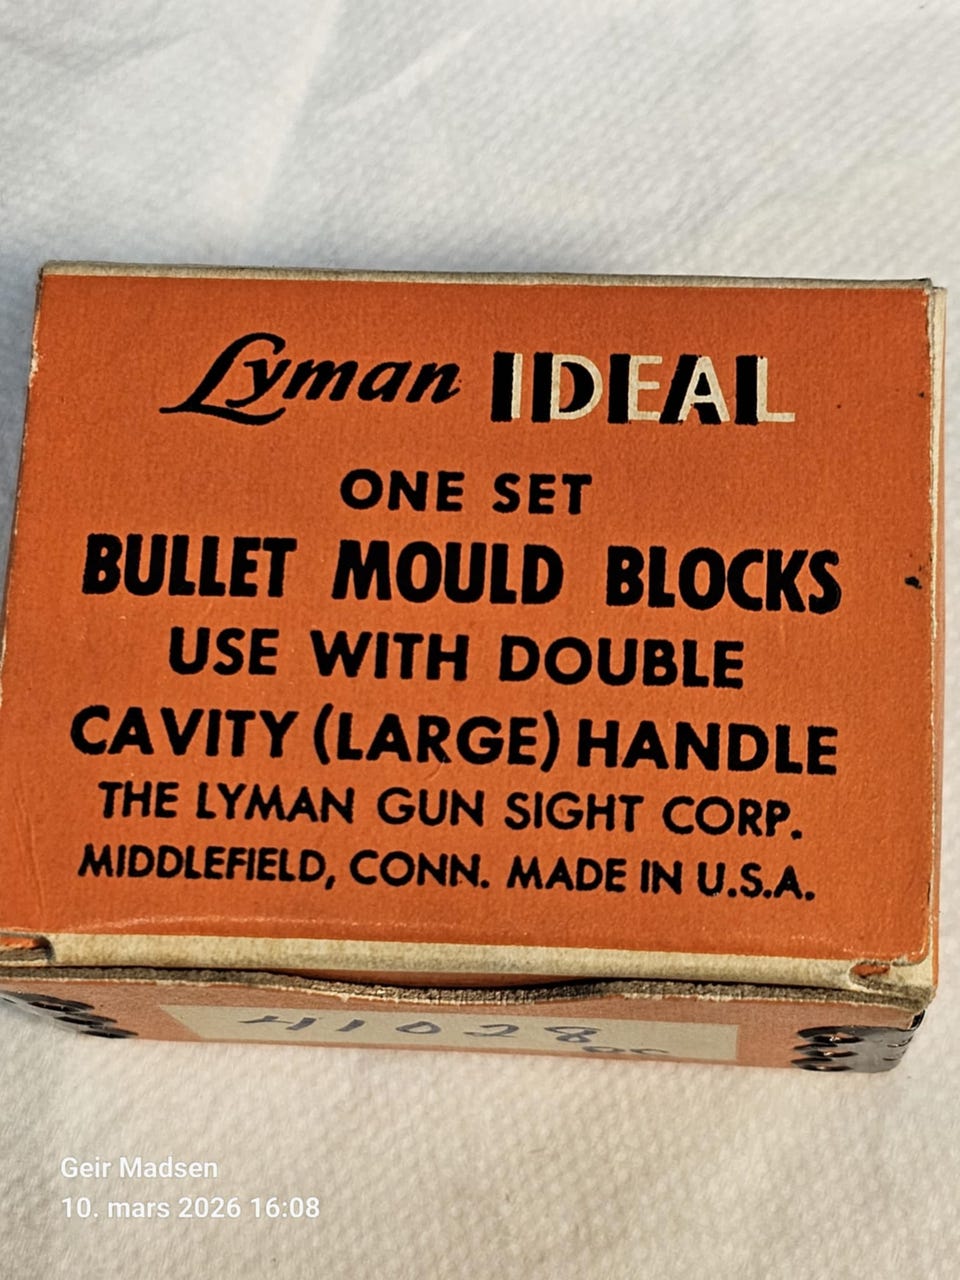 Lyman IDEAL
ONE SET
BULLET MOULD BLOCKS
USE WITH DOUBLE
CAVITY (LARGE) HANDLE
THE LYMAN GUN SIGHT CORP.
MIDDLEFIELD, CONN. MADE IN U.S.A.
Geir Madsen
10. mars 2026 16:08